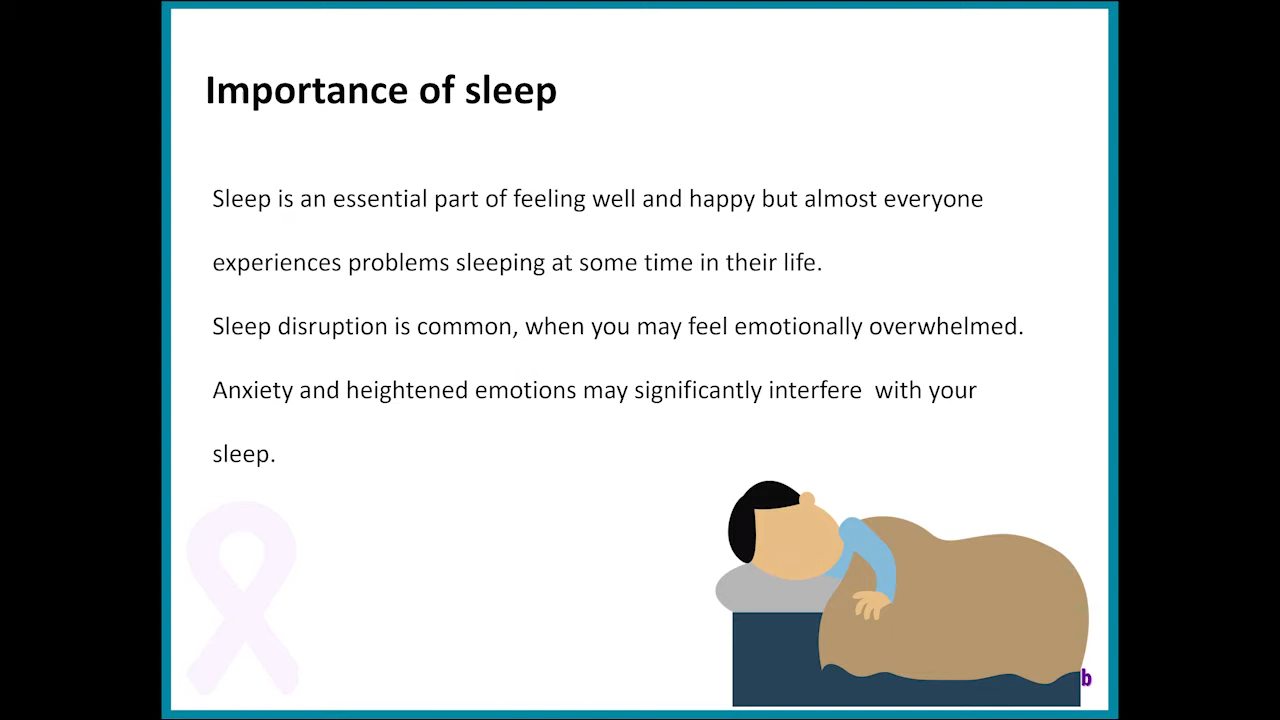 Importance of sleep
Sleep is an essential part of feeling well and happy but almost everyone
experiences problems sleeping at some time in their life.
Sleep disruption is common, when you may feel emotionally overwhelmed.
Anxiety and heightened emotions may significantly interfere  with your
sleep.
b